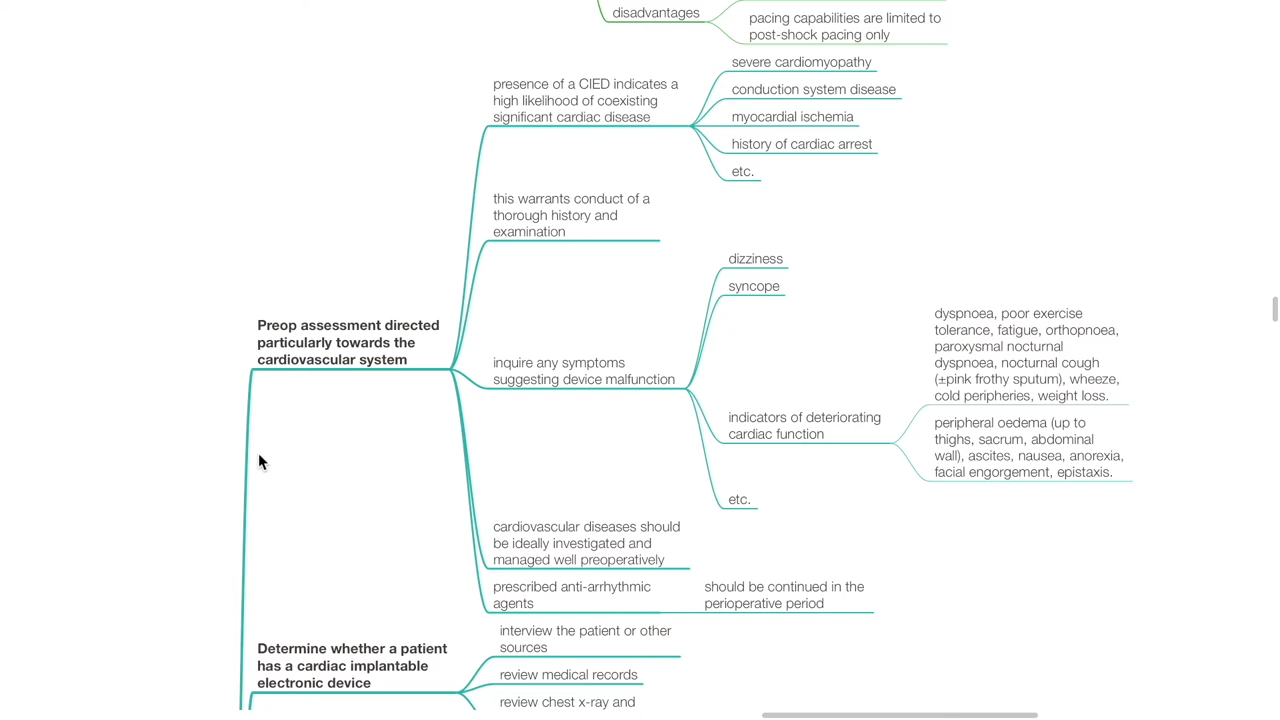 disadvantages
pacing capabilities are limited to
post-shock pacing only
presence of a CIED indicates a
high likelihood of coexisting
significant cardiac disease
severe cardiomyopathy
conduction system disease
myocardial ischemia
history of cardiac arrest
etc.
this warrants conduct of a
thorough history and
examination
Preop assessment directed
particularly towards the
cardiovascular system
inquire any symptoms
suggesting device malfunction
dizziness
syncope
indicators of deteriorating
cardiac function
dyspnoea, poor exercise
tolerance, fatigue, orthopnoea,
paroxysmal nocturnal
dyspnoea, nocturnal cough
(±pink frothy sputum), wheeze,
cold peripheries, weight loss.
peripheral oedema (up to
thighs, sacrum, abdominal
wall), ascites, nausea, anorexia,
facial engorgement, epistaxis.
etc.
cardiovascular diseases should
be ideally investigated and
managed well preoperatively
prescribed anti-arrhythmic
agents
should be continued in the
perioperative period
Determine whether a patient
has a cardiac implantable
electronic device
interview the patient or other
sources
review medical records
review chest x-ray and